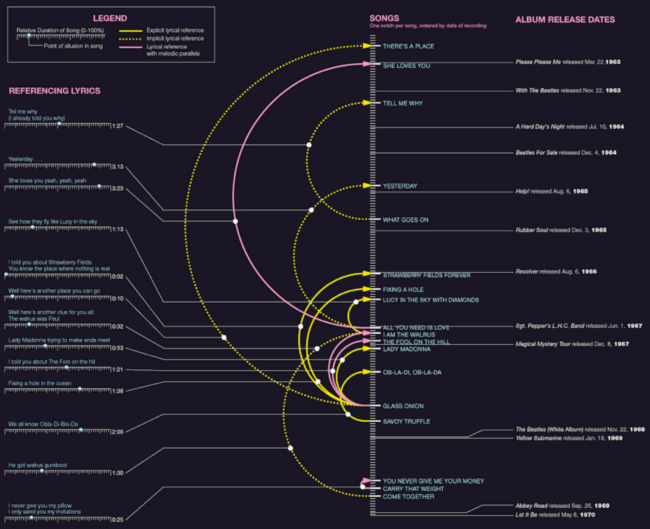 LEGEND
Relative Duration of Song (0-100%)
Point of allusion in song
Explicit lyrical reference
Implicit lyrical reference
Lyrical reference
with melodic parallels
SONGS
One notch per song, ordered by date of recording
ALBUM RELEASE DATES
REFERENCING LYRICS
Tell me why
(I already told you why)
1:27
Yesterday . . .
3:13
She loves you yeah, yeah, yeah
3:23
See how they fly like Lucy in the sky
1:13
I told you about Strawberry Fields
You know the place where nothing is real
0:02
Well here's another place you can go
0:10
Well here's another clue for you all:
The walrus was Paul
0:32
Lady Madonna trying to make ends meet
0:53
I told you about The Fool on the hill
1:21
Fixing a hole in the ocean
1:38
We all know Obla-Di-Bla-Da
2:06
He got walrus gumboot
1:30
I never give you my pillow
I only send you my invitations
0:25
THERE'S A PLACE
SHE LOVES YOU
TELL ME WHY
YESTERDAY
WHAT GOES ON
STRAWBERRY FIELDS FOREVER
FIXING A HOLE
LUCY IN THE SKY WITH DIAMONDS
ALL YOU NEED IS LOVE
I AM THE WALRUS
THE FOOL ON THE HILL
LADY MADONNA
OB-LA-DI, OB-LA-DA
GLASS ONION
SAVOY TRUFFLE
YOU NEVER GIVE ME YOUR MONEY
CARRY THAT WEIGHT
COME TOGETHER
Please Please Me released Mar. 22, 1963
With The Beatles released Nov. 22, 1963
A Hard Day's Night released Jul. 10, 1964
Beatles For Sale released Dec. 4, 1964
Help! released Aug. 6, 1965
Rubber Soul released Dec. 3, 1965
Revolver released Aug. 6, 1966
Sgt. Pepper's L.H.C. Band released Jun. 1, 1967
Magical Mystery Tour released Dec. 8, 1967
The Beatles (White Album) released Nov. 22, 1968
Yellow Submarine released Jan. 19, 1969
Abbey Road released Sep. 26, 1969
Let It Be released May 8, 1970